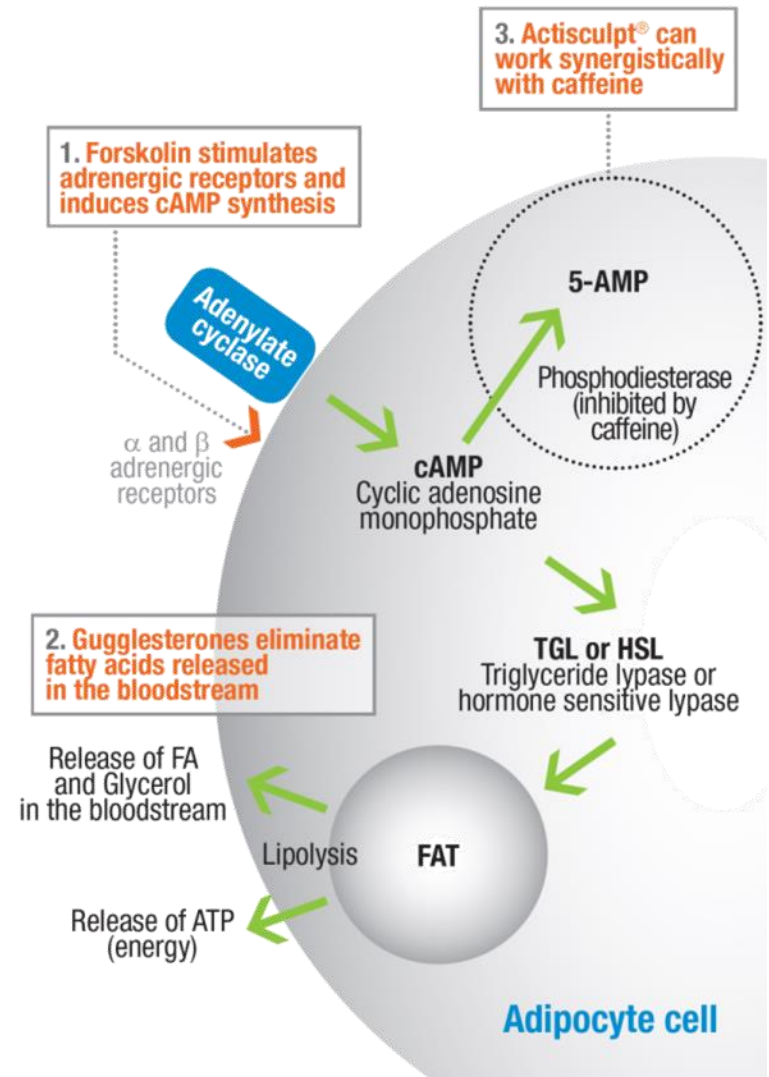 3. Actisculpt® can
work synergistically
with caffeine
1. Forskolin stimulates
adrenergic receptors and
induces cAMP synthesis
Adenylate
cyclase
5-AMP
Phosphodiesterase
(inhibited by
caffeine)
α and β
adrenergic
receptors
cAMP
Cyclic adenosine
monophosphate
2. Gugglesterones eliminate
fatty acids released
in the bloodstream
TGL or HSL
Triglyceride lypase or
hormone sensitive lypase
Release of FA
and Glycerol
in the bloodstream
Lipolysis
FAT
Release of ATP
(energy)
Adipocyte cell